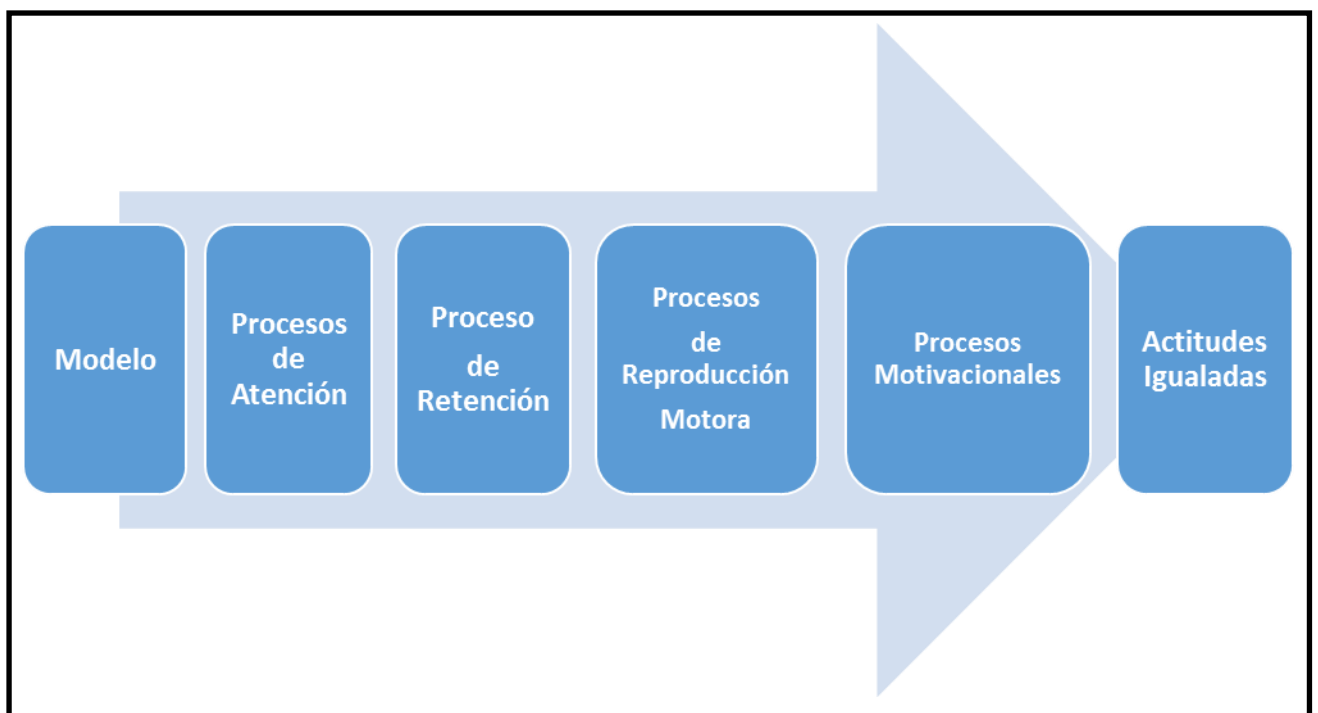 Modelo
Procesos
de
Atención
Proceso
de
Retención
Procesos
de
Reproducción
Motora
Procesos
Motivacionales
Actitudes
Igualadas